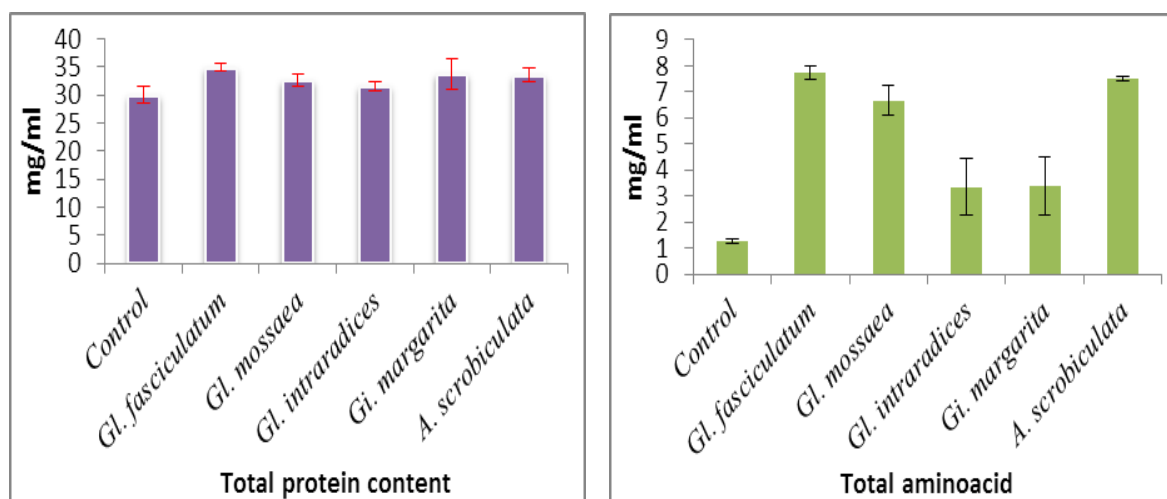 mg/ml
40
35
30
25
20
15
10
5
0
Control
Gl. fasciculatum
Gl. mossaea
Gl. intraradices
Gi. margarita
A. scrobiculata
Total protein content
mg/ml
9
8
7
6
5
4
3
2
1
0
Control
Gl. fasciculatum
Gl. mossaea
Gl. intraradices
Gi. margarita
A. scrobiculata
Total aminoacid